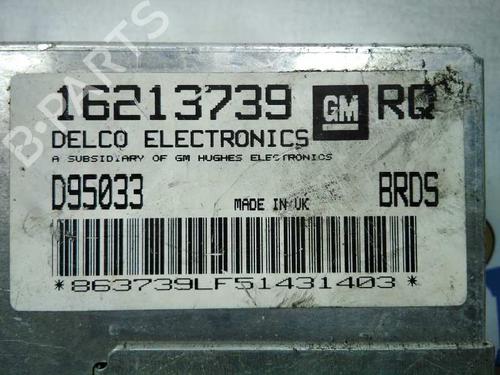 16213739 GM RQ
DELCO ELECTRONICS
A SUBSIDIARY OF GM HUGHES ELECTRONICS
D95033 MADE IN UK BRDS
*863739LF51431403*
B-PARTS